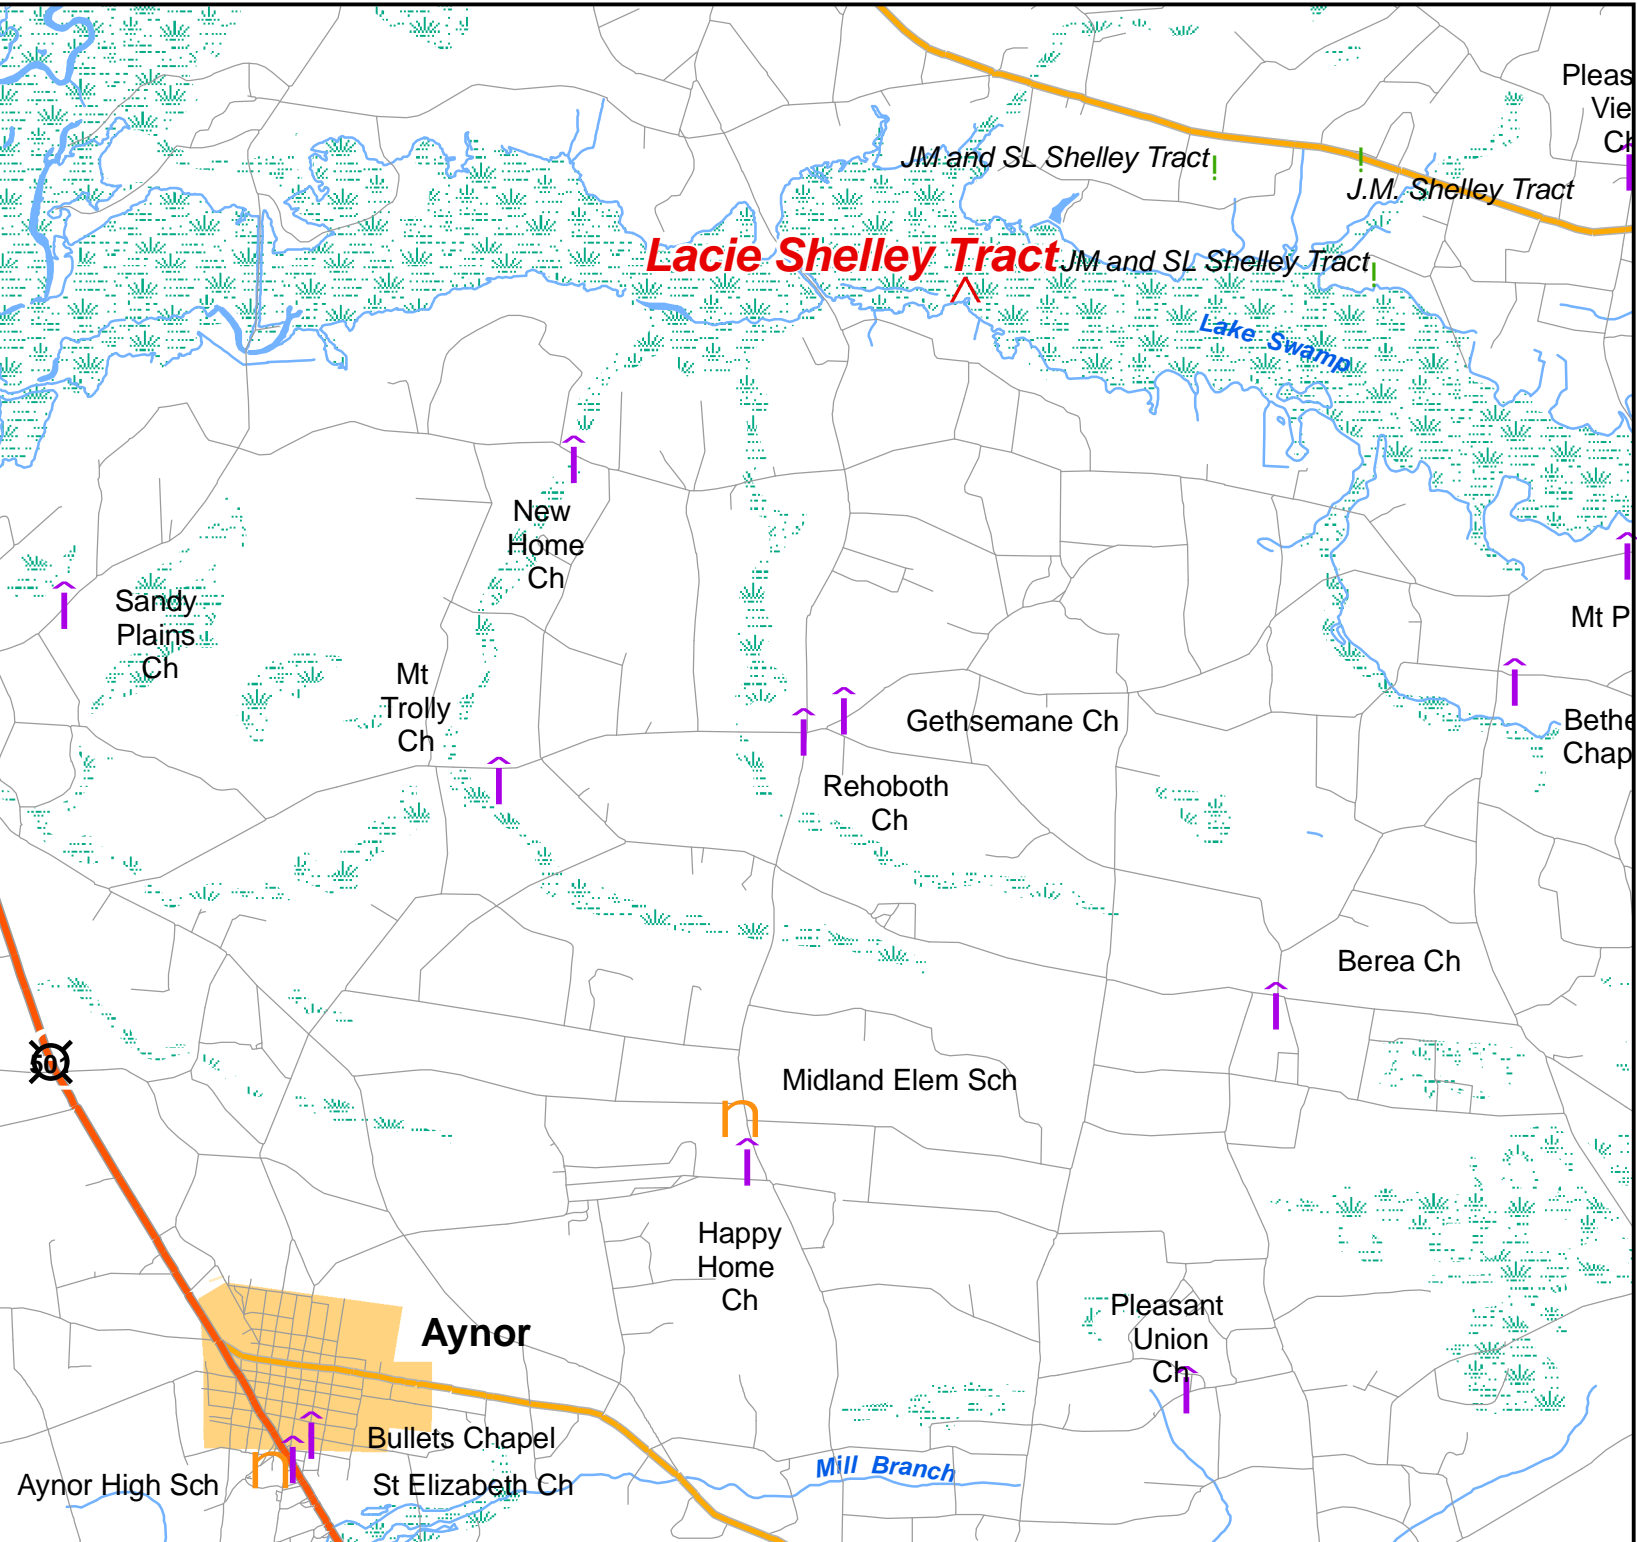 Pleas
Vie
Ch
JM and SL Shelley Tract
J.M. Shelley Tract
Lacie Shelley Tract
JM and SL Shelley Tract
Lake Swamp
New
Home
Ch
Sandy
Plains
Ch
Mt P
Mt
Trolly
Ch
Gethsemane Ch
Bethe
Chap
Rehoboth
Ch
Berea Ch
501
Midland Elem Sch
Happy
Home
Ch
Pleasant
Union
Ch
Aynor
Bullets Chapel
Mill Branch
Aynor High Sch
St Elizabeth Ch